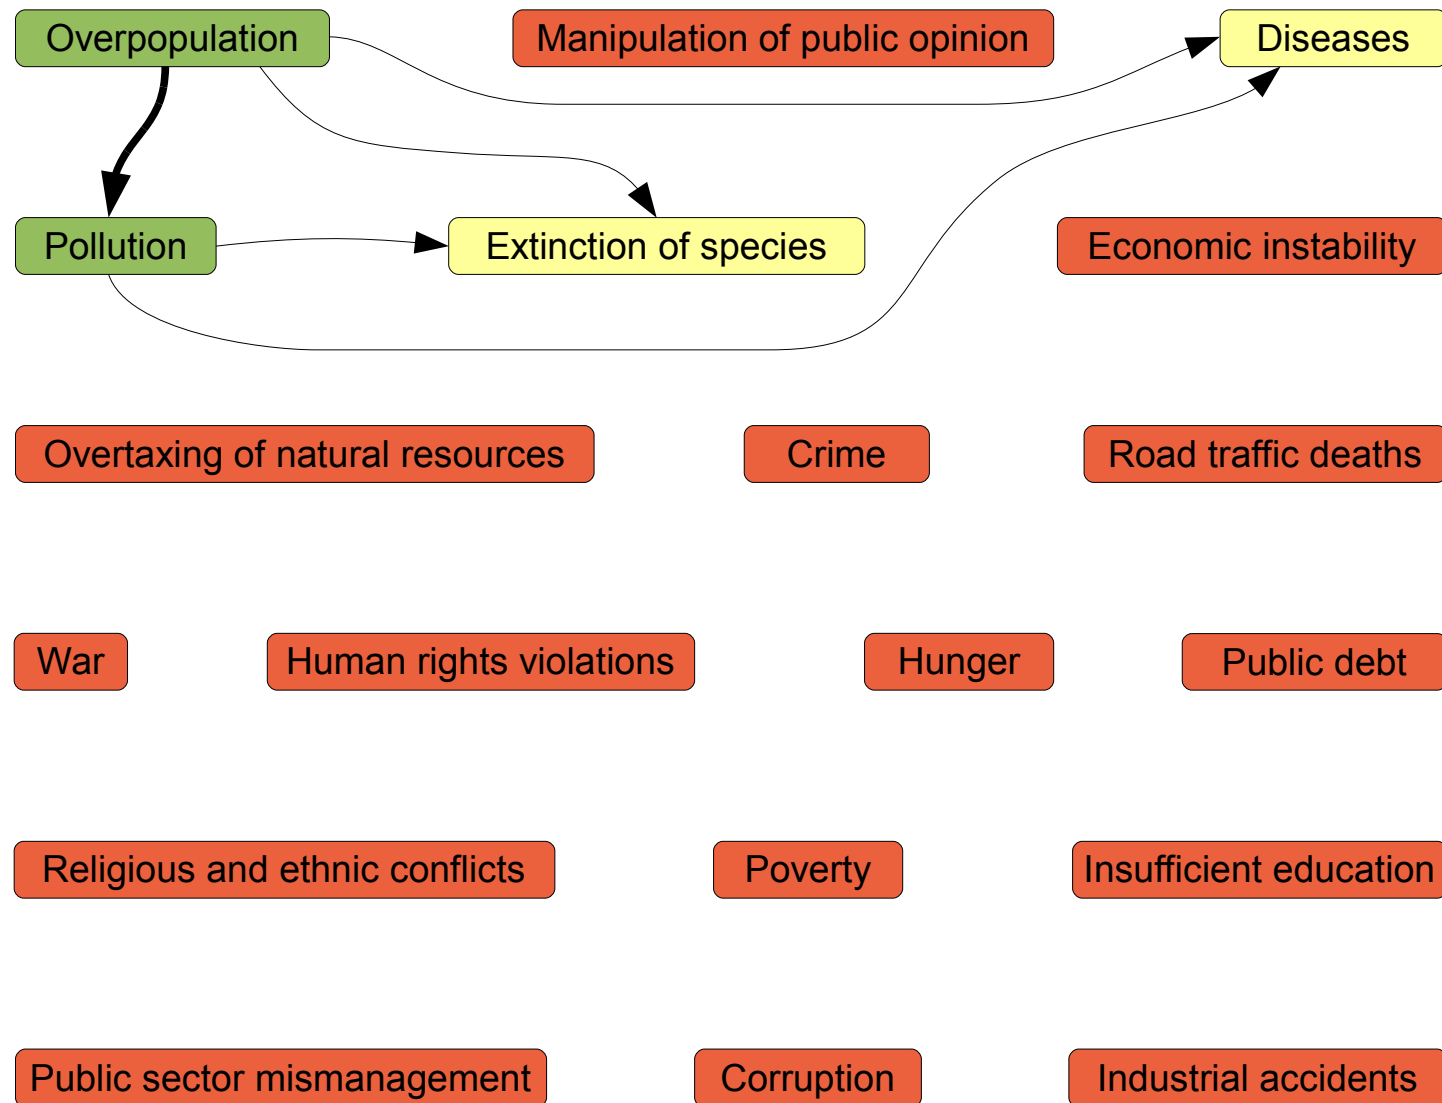 Overpopulation
Manipulation of public opinion
Diseases
Pollution
Extinction of species
Economic instability
Overtaxing of natural resources
Crime
Road traffic deaths
War
Human rights violations
Hunger
Public debt
Religious and ethnic conflicts
Poverty
Insufficient education
Public sector mismanagement
Corruption
Industrial accidents